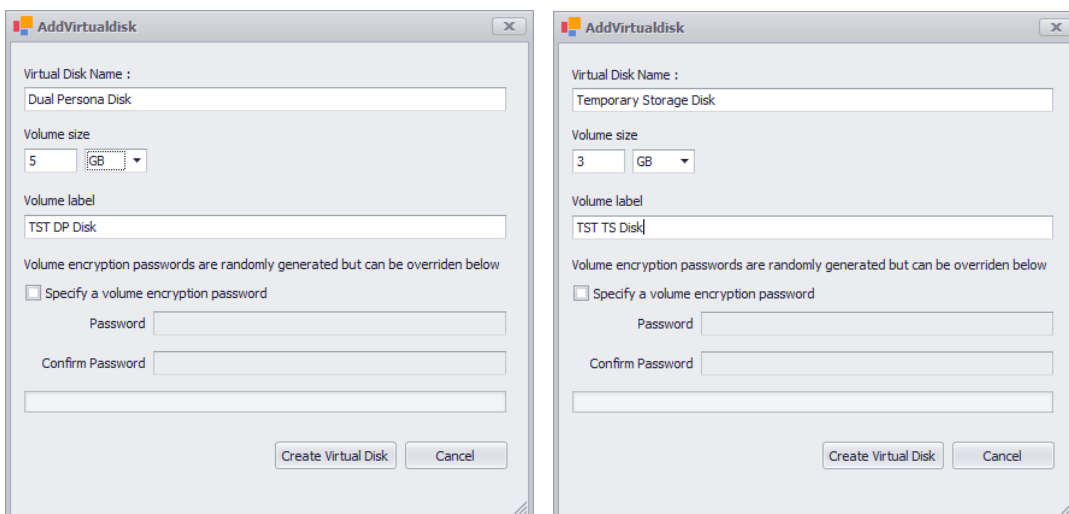 AddVirtualdisk
Virtual Disk Name :
Dual Persona Disk
Volume size
5 GB
Volume label
TST DP Disk
Volume encryption passwords are randomly generated but can be overriden below
Specify a volume encryption password
Password
Confirm Password
Create Virtual Disk Cancel
AddVirtualdisk
Virtual Disk Name :
Temporary Storage Disk
Volume size
3 GB
Volume label
TST TS Disk
Volume encryption passwords are randomly generated but can be overriden below
Specify a volume encryption password
Password
Confirm Password
Create Virtual Disk Cancel